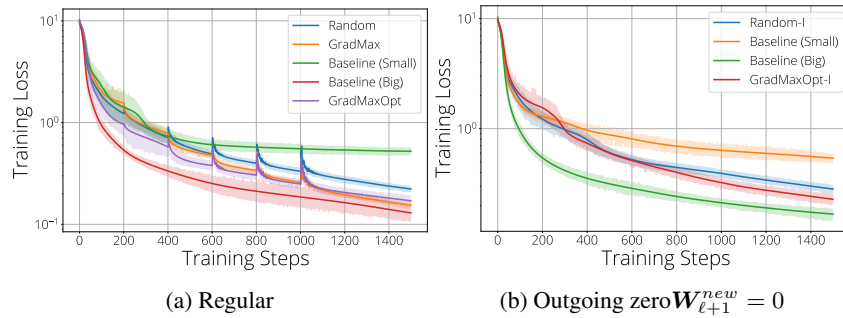 10¹
10⁰
10⁻¹
Training Loss
Random
GradMax
Baseline (Small)
Baseline (Big)
GradMaxOpt
0 200 400 600 800 1000 1200 1400
Training Steps
(a) Regular
10¹
10⁰
Training Loss
Random-I
Baseline (Small)
Baseline (Big)
GradMaxOpt-I
0 200 400 600 800 1000 1200 1400
Training Steps
(b) Outgoing zero W_{ℓ+1}^{new} = 0